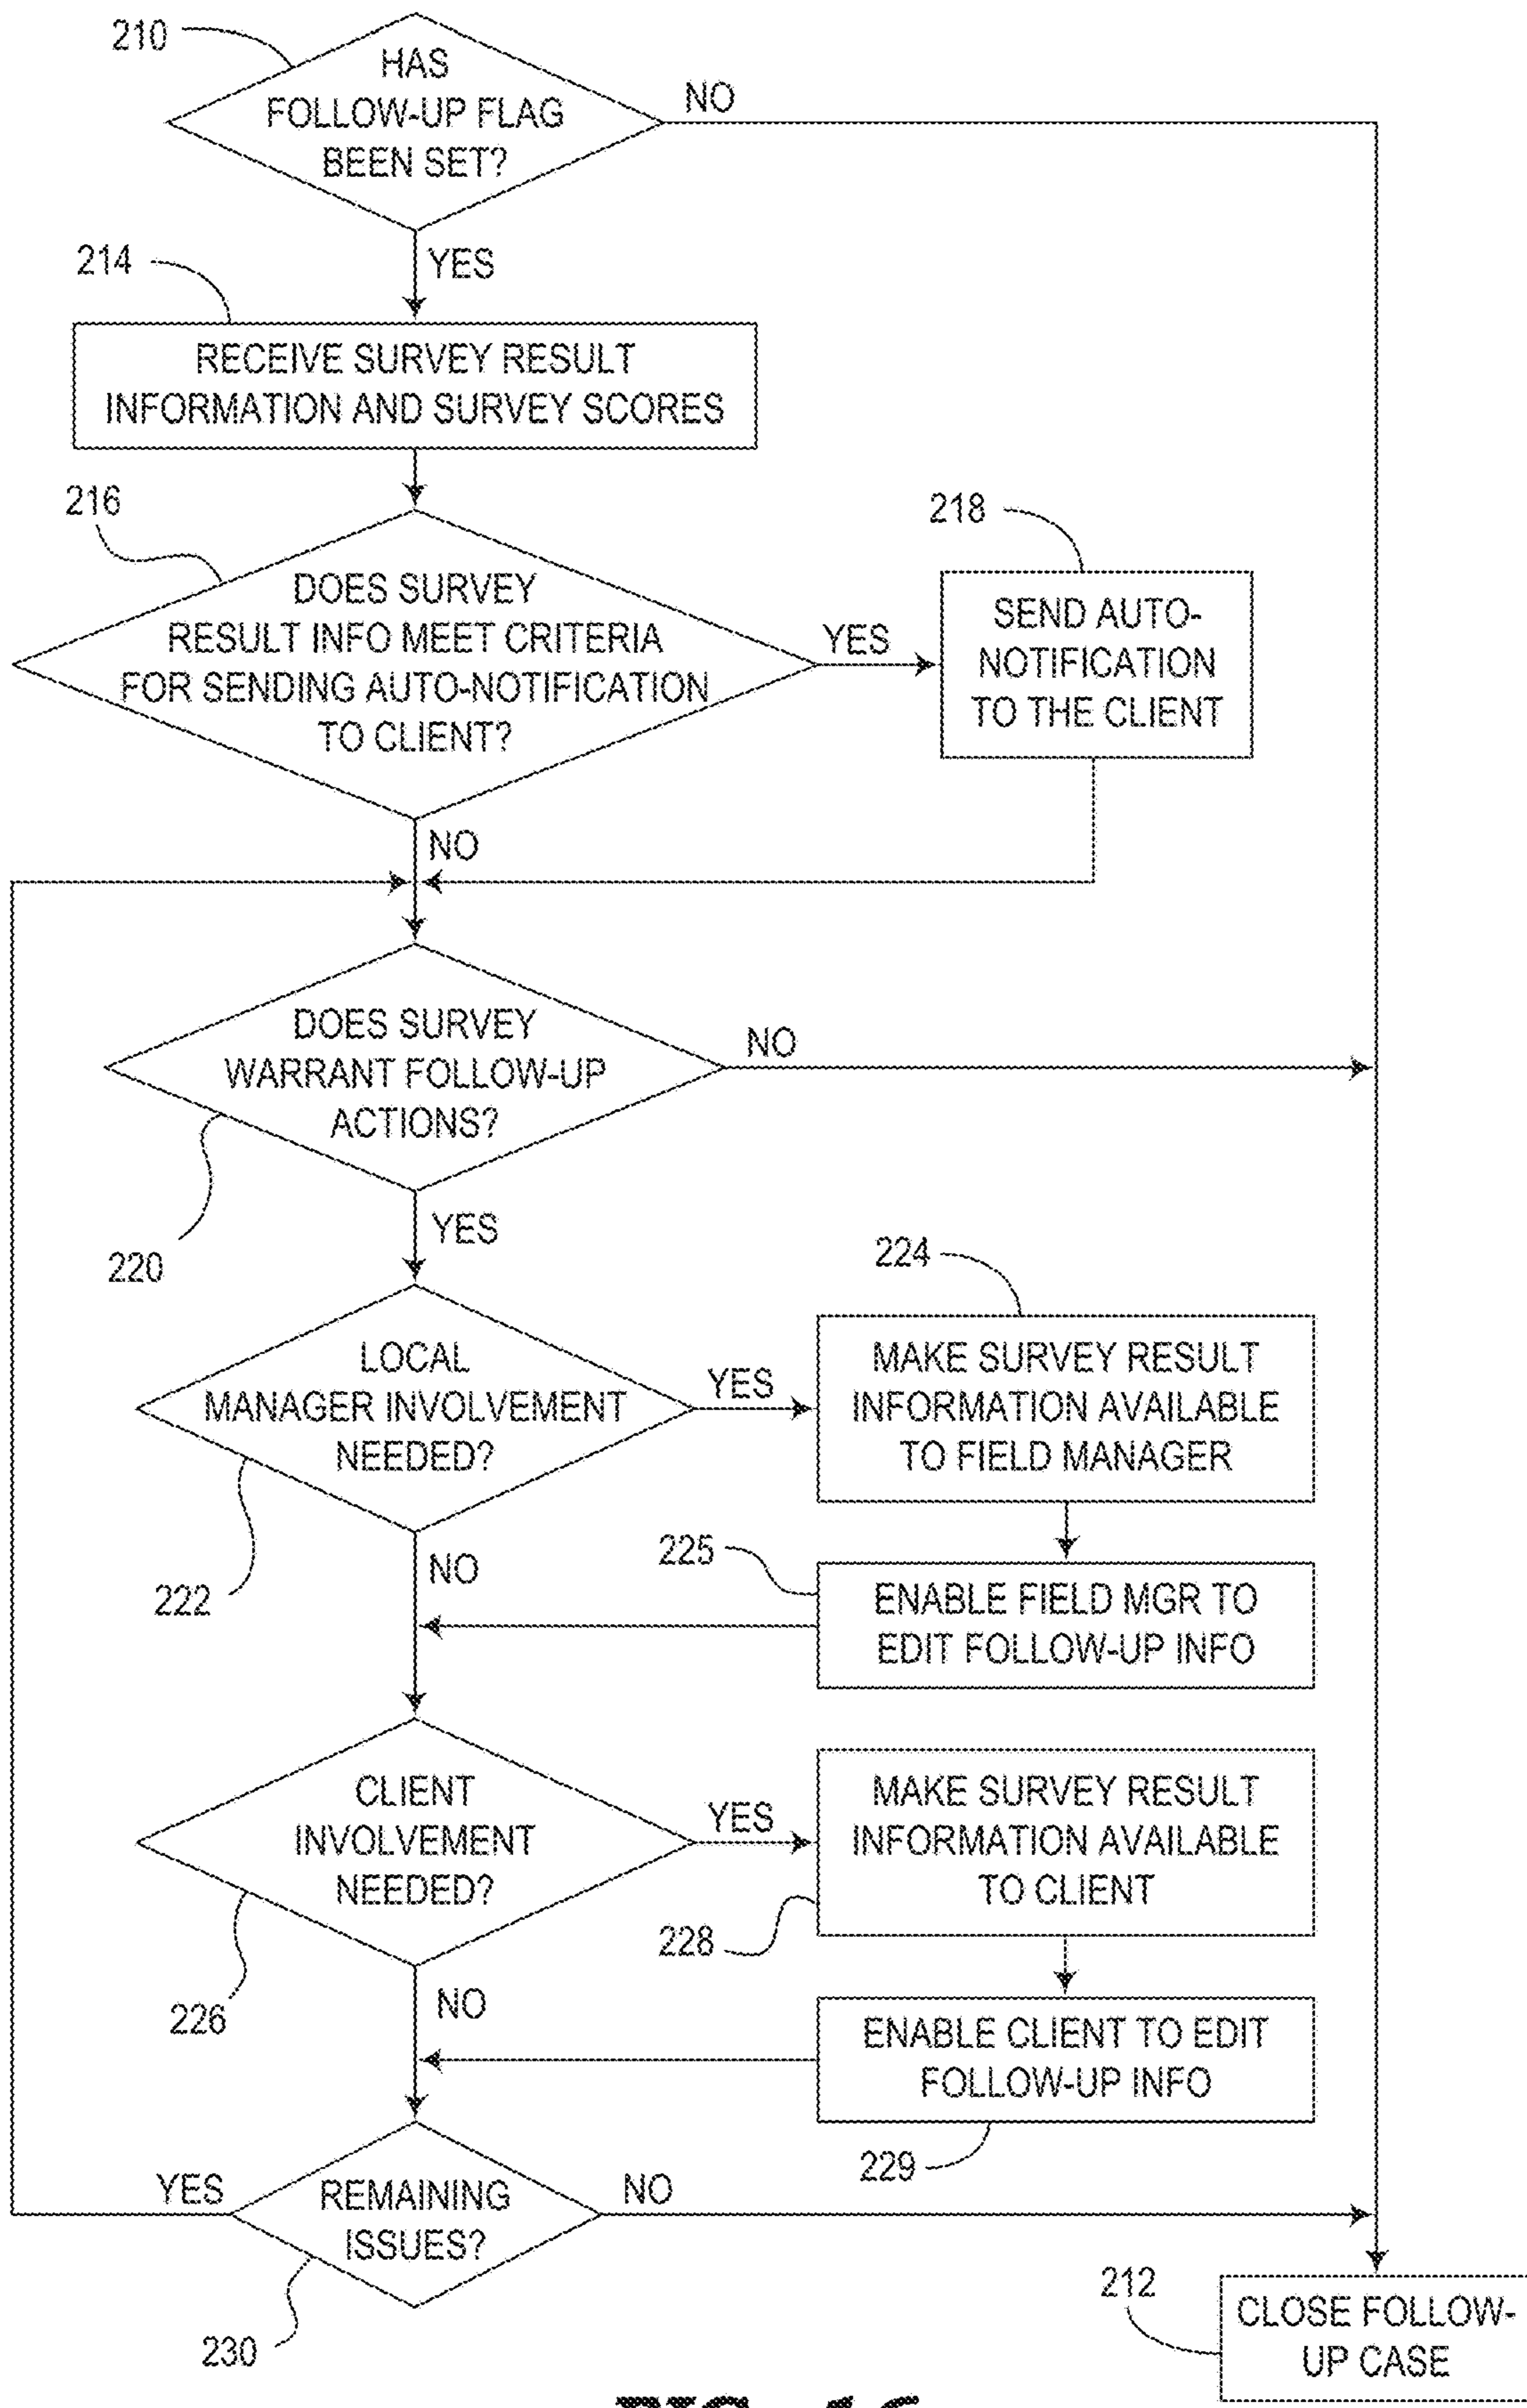 210
HAS
FOLLOW-UP FLAG
BEEN SET?
NO
YES
214
RECEIVE SURVEY RESULT
INFORMATION AND SURVEY SCORES
216
DOES SURVEY
RESULT INFO MEET CRITERIA
FOR SENDING AUTO-NOTIFICATION
TO CLIENT?
YES
218
SEND AUTO-
NOTIFICATION
TO THE CLIENT
NO
DOES SURVEY
WARRANT FOLLOW-UP
ACTIONS?
NO
220
YES
LOCAL
MANAGER INVOLVEMENT
NEEDED?
YES
224
MAKE SURVEY RESULT
INFORMATION AVAILABLE
TO FIELD MANAGER
222
NO
225
ENABLE FIELD MGR TO
EDIT FOLLOW-UP INFO
CLIENT
INVOLVEMENT
NEEDED?
YES
MAKE SURVEY RESULT
INFORMATION AVAILABLE
TO CLIENT
228
226
NO
ENABLE CLIENT TO EDIT
FOLLOW-UP INFO
229
YES
REMAINING
ISSUES?
NO
230
212
CLOSE FOLLOW-
UP CASE